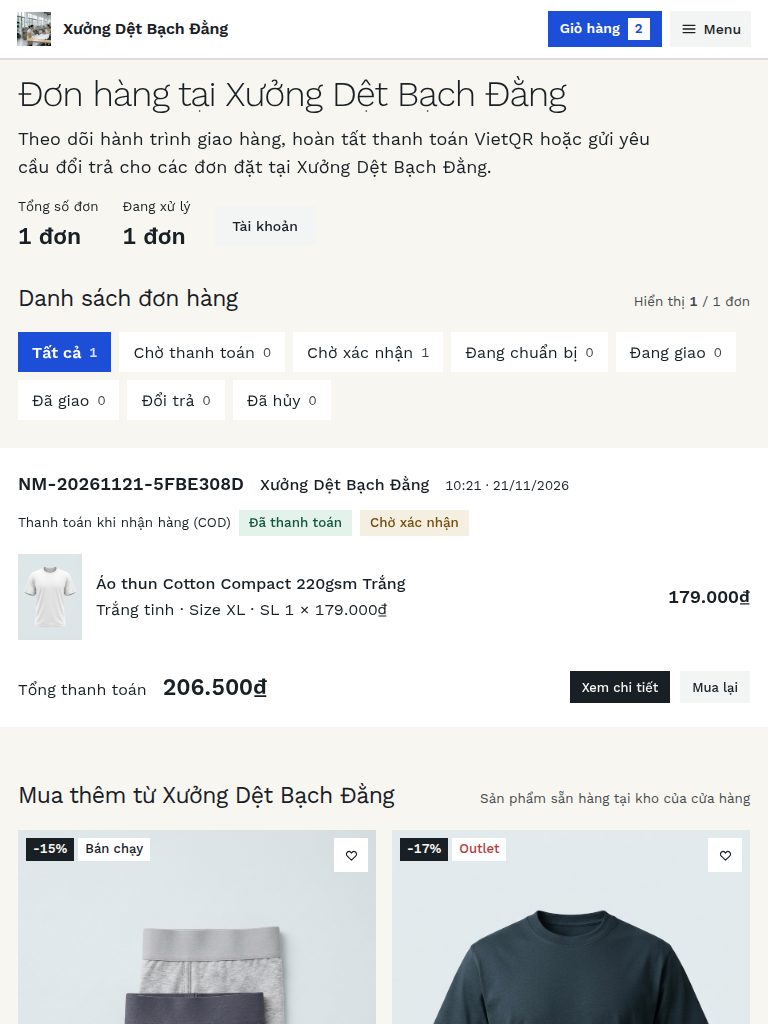 Xưởng Dệt Bạch Đằng
Giỏ hàng 2
Menu
Đơn hàng tại Xưởng Dệt Bạch Đằng
Theo dõi hành trình giao hàng, hoàn tất thanh toán VietQR hoặc gửi yêu
cầu đổi trả cho các đơn đặt tại Xưởng Dệt Bạch Đằng.
Tổng số đơn
1 đơn
Đang xử lý
1 đơn
Tài khoản
Danh sách đơn hàng
Hiển thị 1 / 1 đơn
Tất cả 1
Chờ thanh toán 0
Chờ xác nhận 1
Đang chuẩn bị 0
Đang giao 0
Đã giao 0
Đổi trả 0
Đã hủy 0
NM-20261121-5FBE308D Xưởng Dệt Bạch Đằng 10:21 · 21/11/2026
Thanh toán khi nhận hàng (COD) Đã thanh toán Chờ xác nhận
Áo thun Cotton Compact 220gsm Trắng
Trắng tinh · Size XL · SL 1 × 179.000₫
179.000₫
Tổng thanh toán 206.500₫
Xem chi tiết
Mua lại
Mua thêm từ Xưởng Dệt Bạch Đằng
Sản phẩm sẵn hàng tại kho của cửa hàng
-15% Bán chạy
-17% Outlet